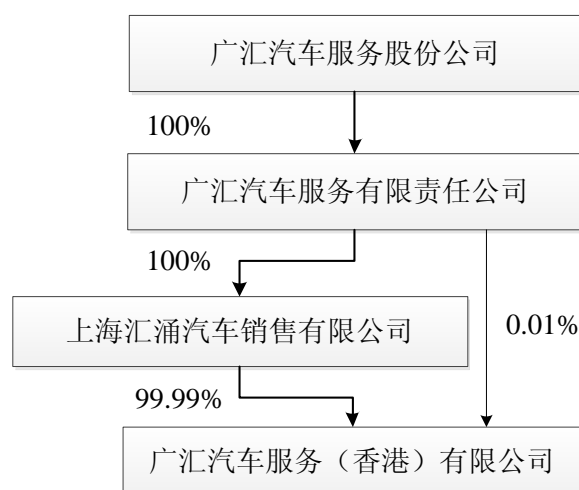 广汇汽车服务股份公司
100%
广汇汽车服务有限责任公司
100%
上海汇涌汽车销售有限公司
0.01%
99.99%
广汇汽车服务（香港）有限公司